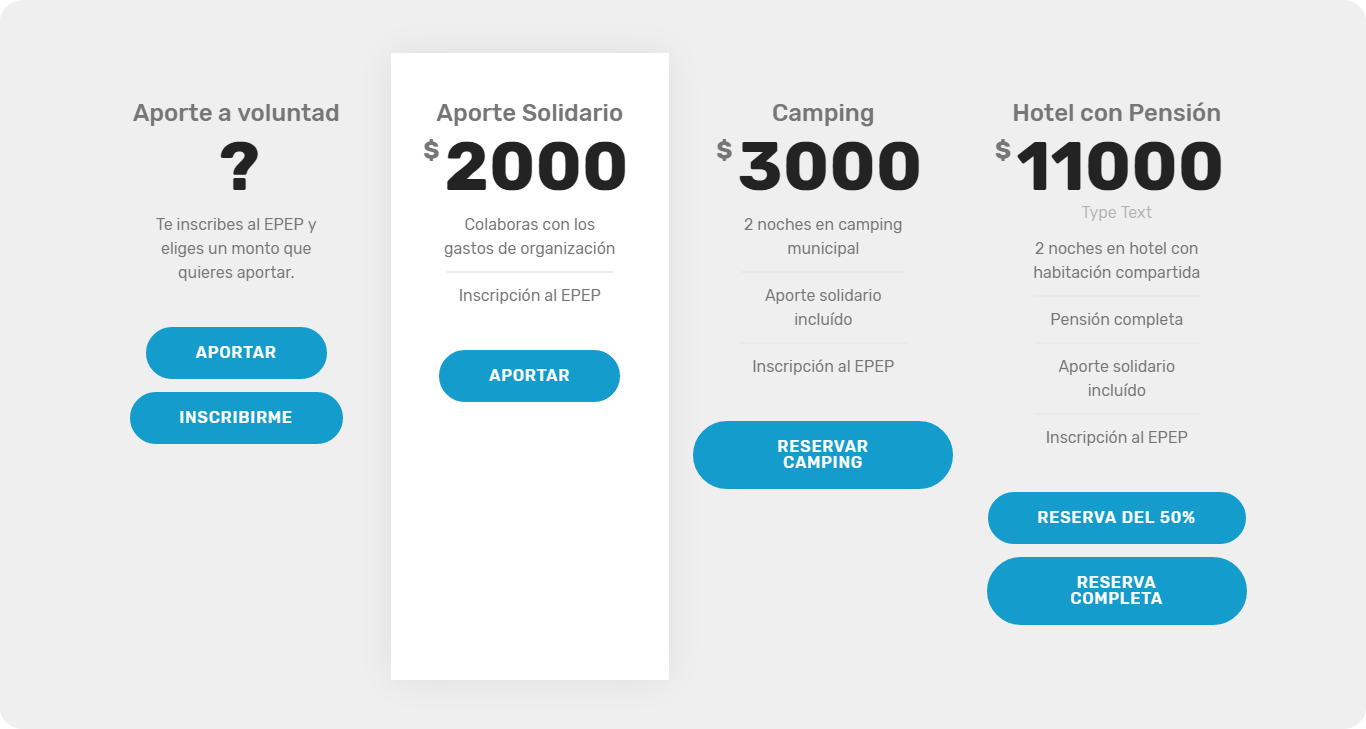 Aporte a voluntad
?
Te inscribes al EPEP y
eliges un monto que
quieres aportar.
APORTAR
INSCRIBIRME
Aporte Solidario
$ 2000
Colaboras con los
gastos de organización
Inscripción al EPEP
APORTAR
Camping
$ 3000
2 noches en camping
municipal
Aporte solidario
incluído
Inscripción al EPEP
RESERVAR
CAMPING
Hotel con Pensión
$ 11000
Type Text
2 noches en hotel con
habitación compartida
Pensión completa
Aporte solidario
incluído
Inscripción al EPEP
RESERVA DEL 50%
RESERVA
COMPLETA